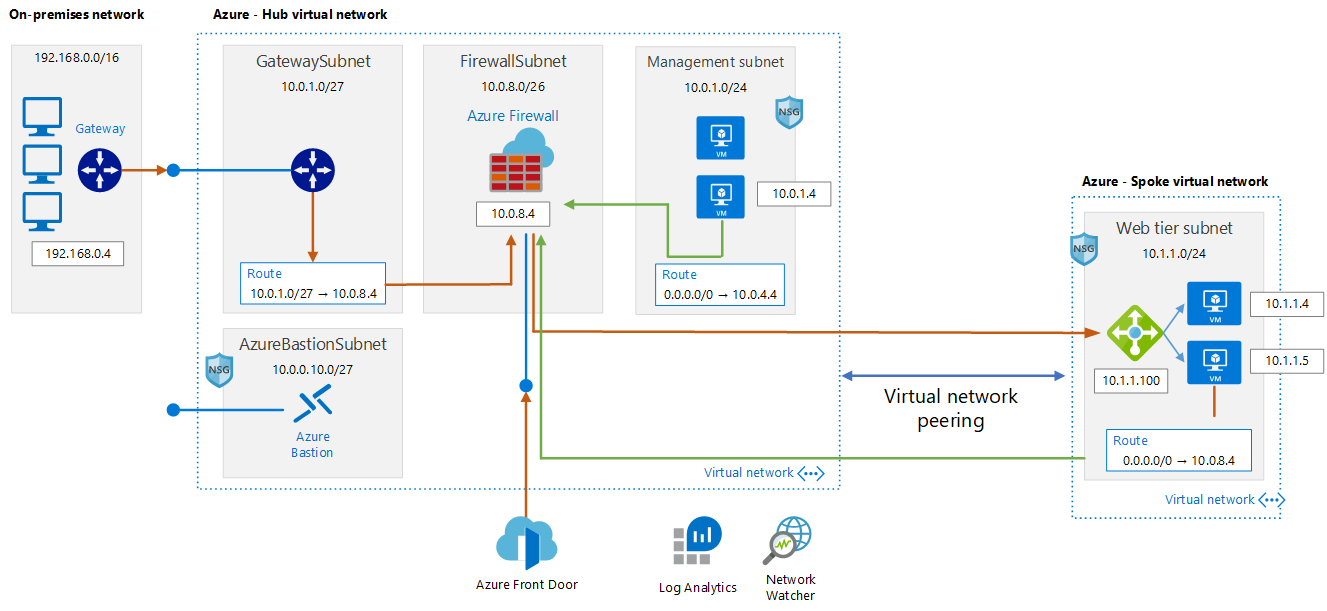 On-premises network
192.168.0.0/16
Gateway
192.168.0.4
Azure - Hub virtual network
GatewaySubnet
10.0.1.0/27
Route
10.0.1.0/27 → 10.0.8.4
FirewallSubnet
10.0.8.0/26
Azure Firewall
10.0.8.4
Management subnet
10.0.1.0/24
NSG
VM
VM
10.0.1.4
Route
0.0.0.0/0 → 10.0.4.4
AzureBastionSubnet
10.0.0.10.0/27
NSG
Azure
Bastion
Virtual network
Virtual network
peering
Azure - Spoke virtual network
Web tier subnet
10.1.1.0/24
NSG
VM
10.1.1.4
VM
10.1.1.5
10.1.1.100
Route
0.0.0.0/0 → 10.0.8.4
Virtual network
Azure Front Door
Log Analytics
Network
Watcher